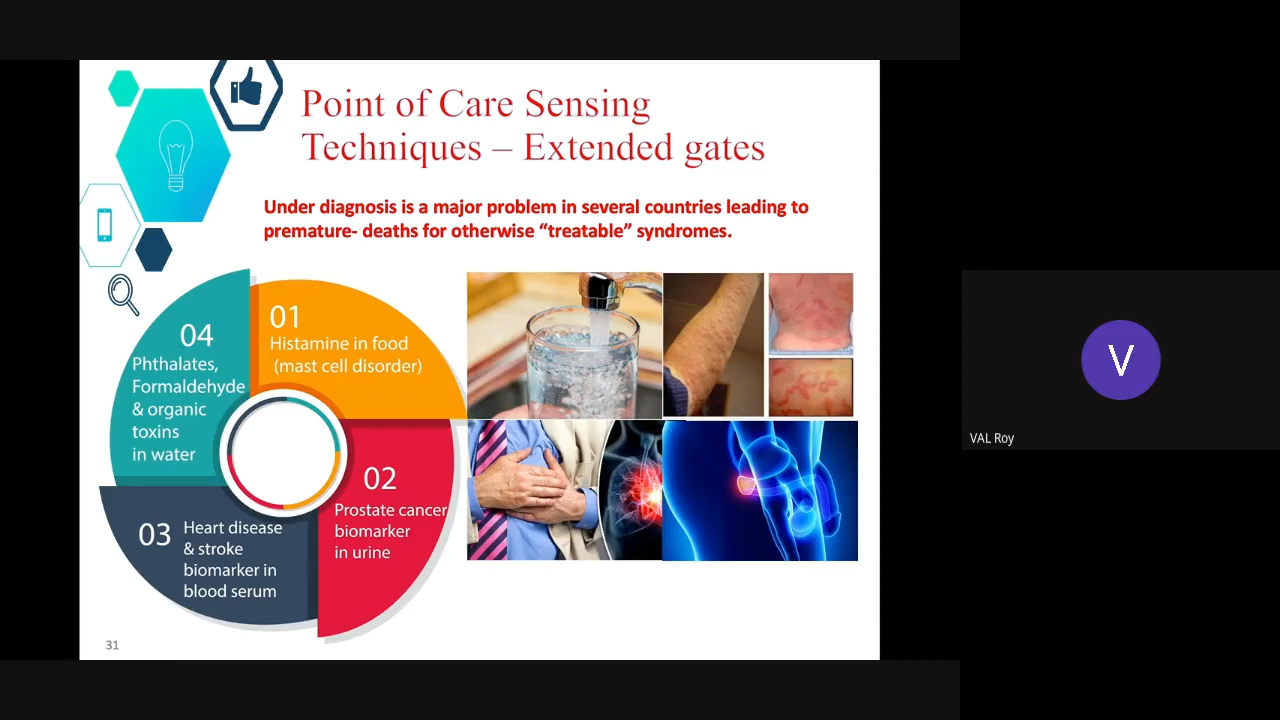 Point of Care Sensing
Techniques – Extended gates
Under diagnosis is a major problem in several countries leading to
premature- deaths for otherwise “treatable” syndromes.
01
Histamine in food
(mast cell disorder)
02
Prostate cancer
biomarker
in urine
03
Heart disease
& stroke
biomarker in
blood serum
04
Phthalates,
Formaldehyde
& organic
toxins
in water
31
V
VAL Roy